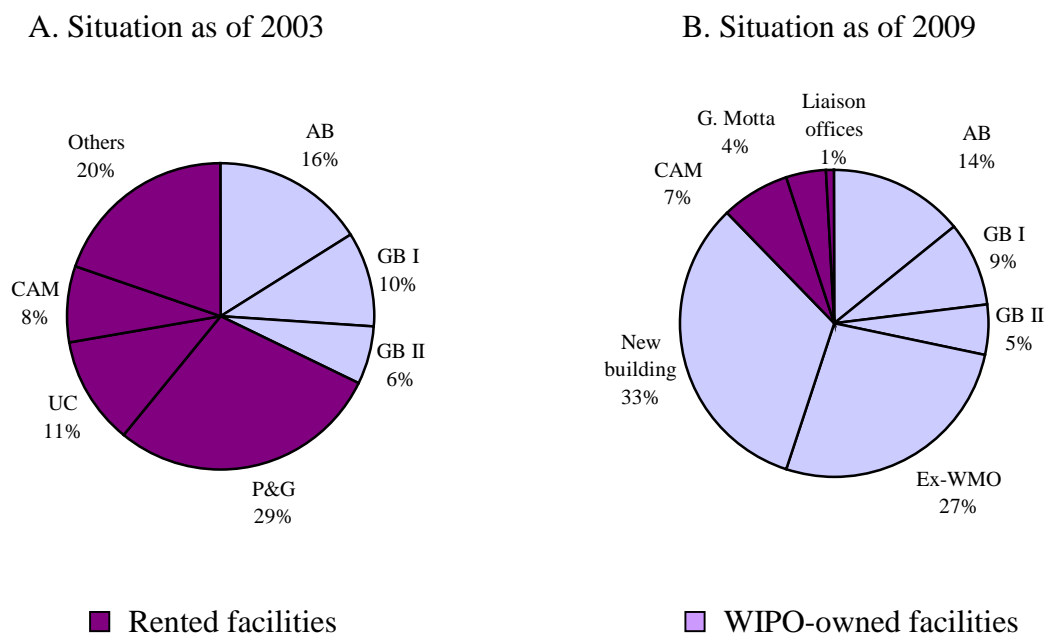 A. Situation as of 2003
Others
20%
AB
16%
GB I
10%
GB II
6%
P&G
29%
UC
11%
CAM
8%
B. Situation as of 2009
Liaison
offices
1%
G. Motta
4%
CAM
7%
AB
14%
GB I
9%
GB II
5%
New
building
33%
Ex-WMO
27%
Rented facilities
WIPO-owned facilities